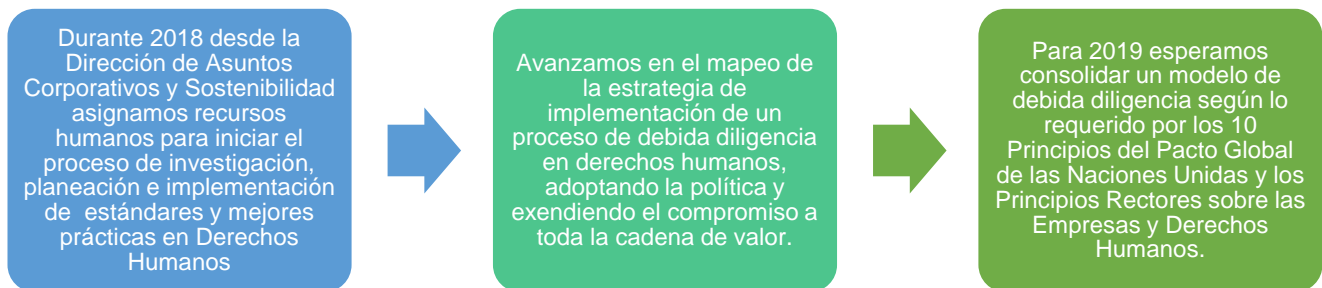 Durante 2018 desde la
Dirección de Asuntos
Corporativos y Sostenibilidad
asignamos recursos
humanos para iniciar el
proceso de investigación,
planeación e implementación
de estándares y mejores
prácticas en Derechos
Humanos
Avanzamos en el mapeo de
la estrategia de
implementación de un
proceso de debida diligencia
en derechos humanos,
adoptando la política y
exendiendo el compromiso a
toda la cadena de valor.
Para 2019 esperamos
consolidar un modelo de
debida diligencia según lo
requerido por los 10
Principios del Pacto Global
de las Naciones Unidas y los
Principios Rectores sobre las
Empresas y Derechos
Humanos.